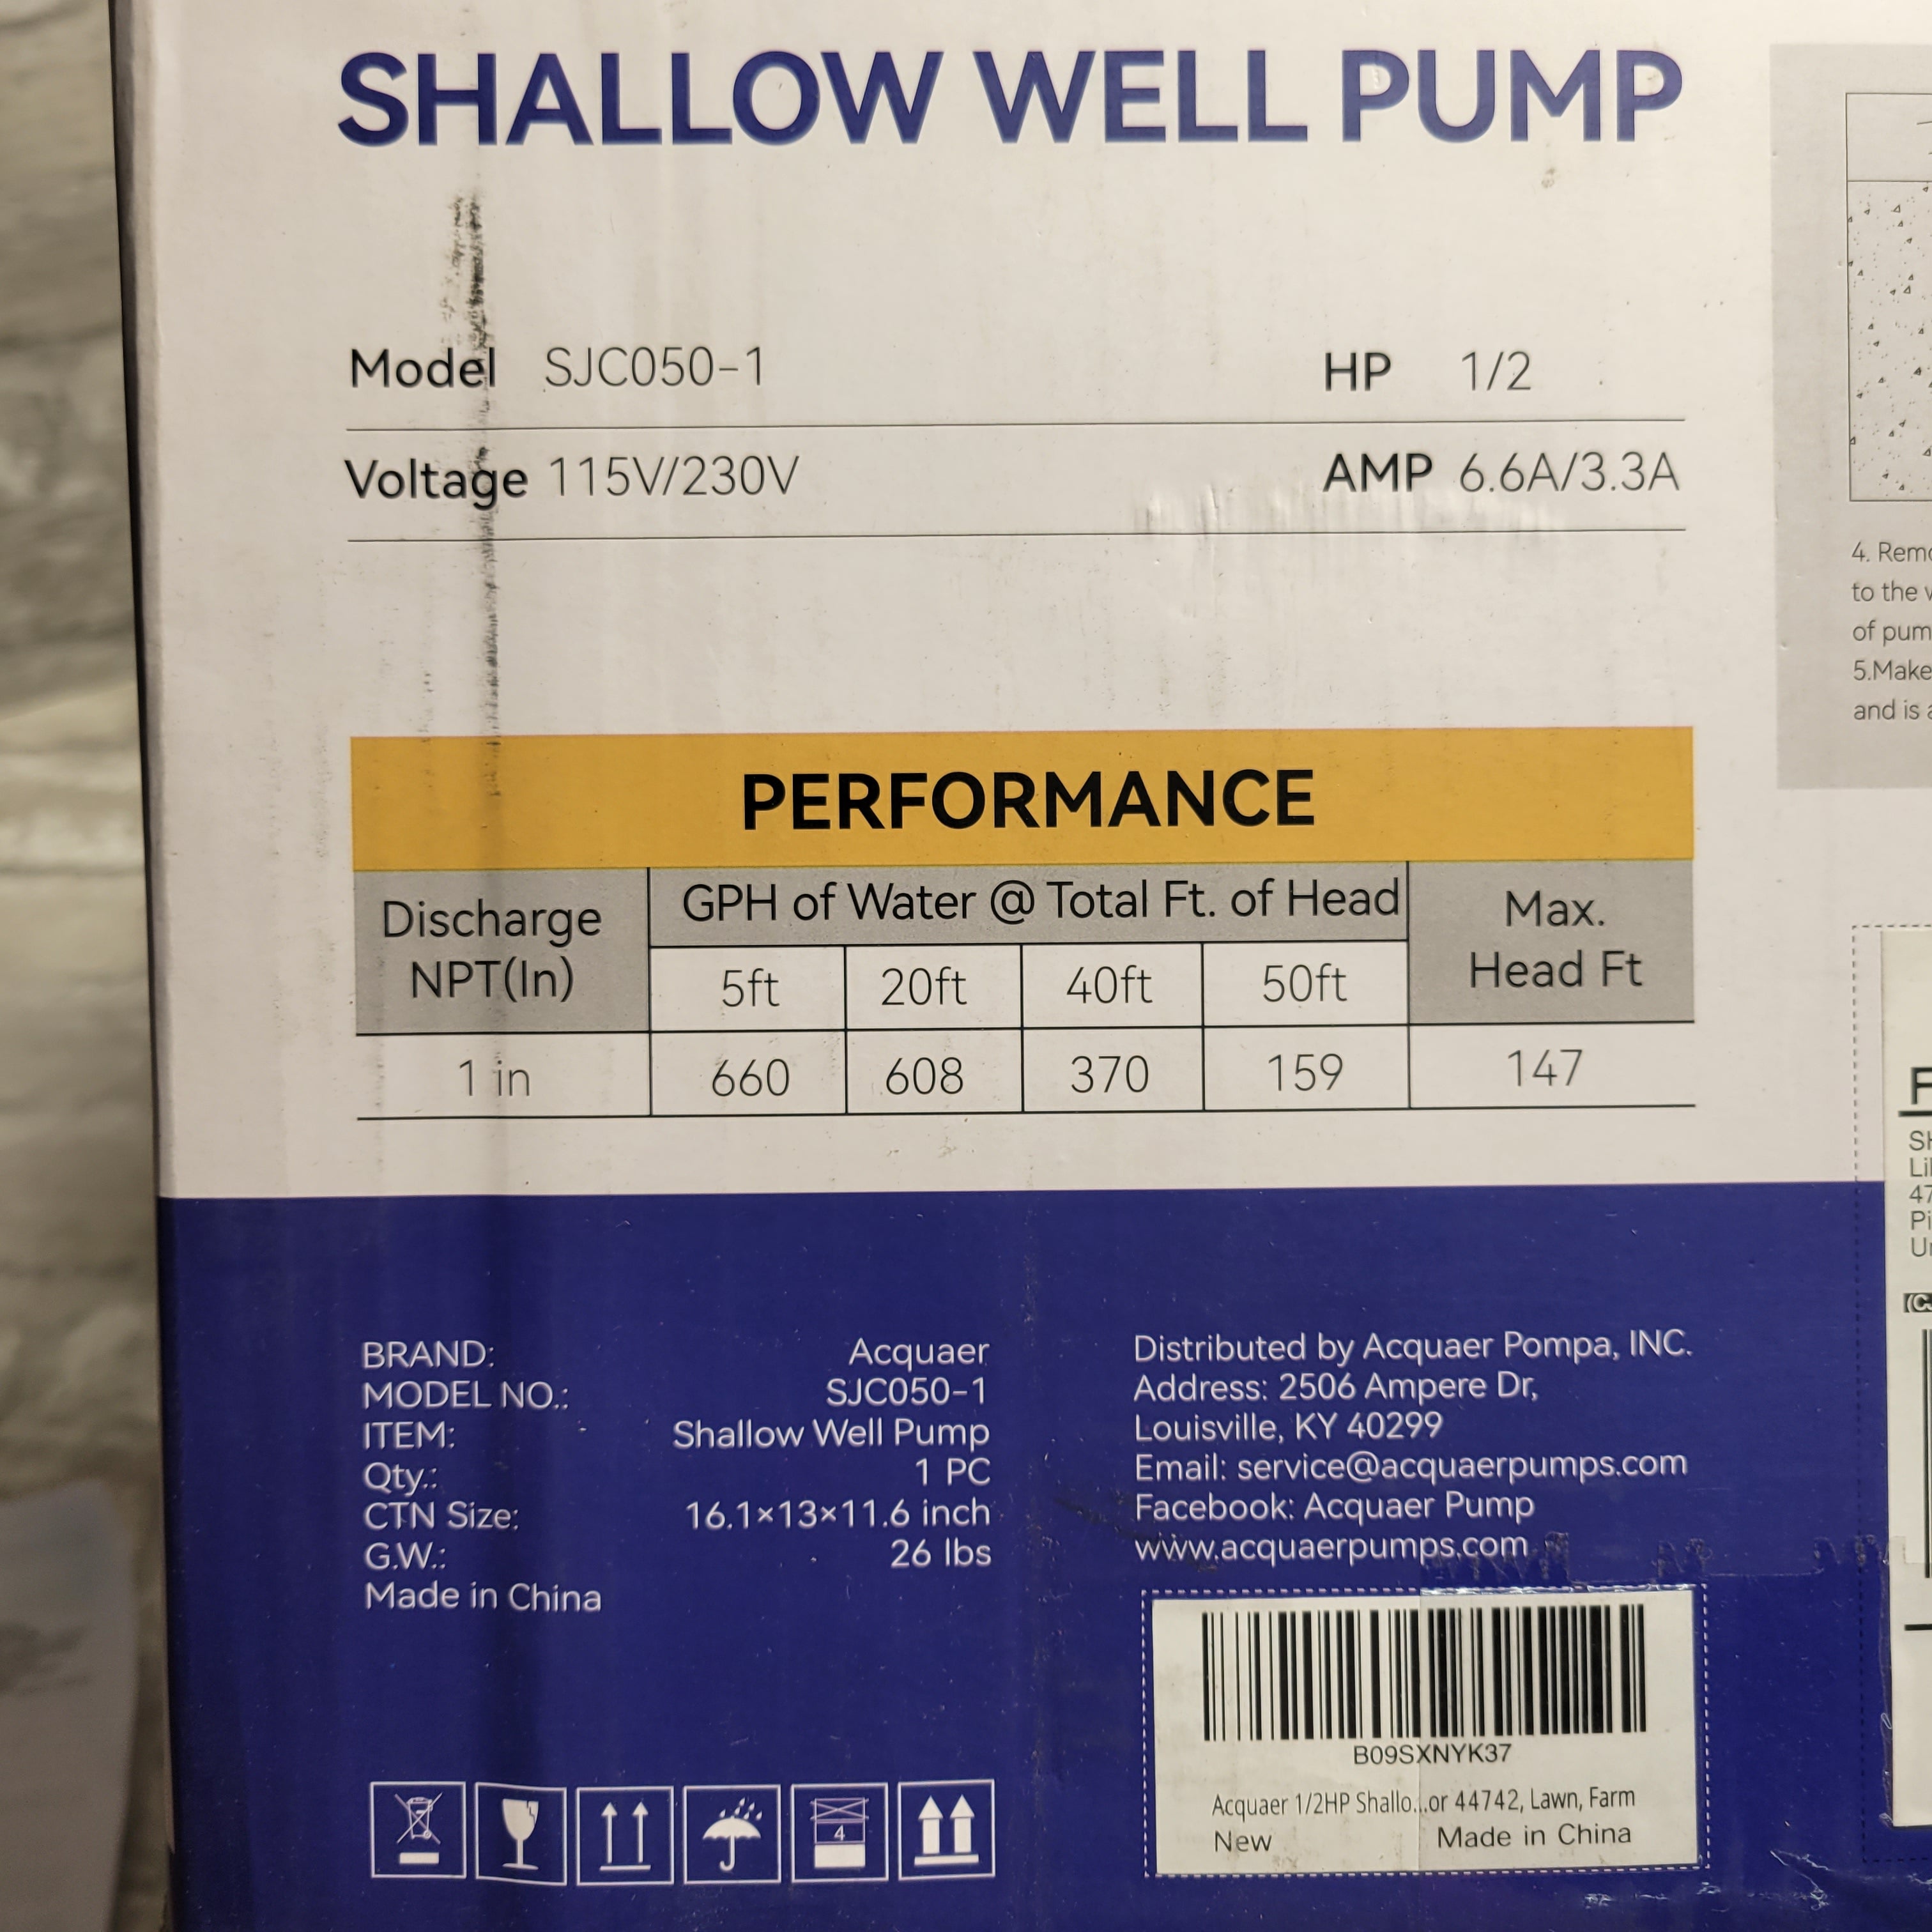 SHALLOW WELL PUMP
Model SJC050-1 HP 1/2
Voltage 115V/230V AMP 6.6A/3.3A
4. Remo
to the w
of pum
5.Make
and is a
PERFORMANCE
Discharge NPT(In)
GPH of Water @ Total Ft. of Head
Max. Head Ft
5ft 20ft 40ft 50ft
1 in 660 608 370 159 147
BRAND: Acquaer
MODEL NO.: SJC050-1
ITEM: Shallow Well Pump
Qty.: 1 PC
CTN Size: 16.1×13×11.6 inch
G.W.: 26 lbs
Made in China
Distributed by Acquaer Pompa, INC.
Address: 2506 Ampere Dr,
Louisville, KY 40299
Email: service@acquaerpumps.com
Facebook: Acquaer Pump
www.acquaerpumps.com
B09SXNYK37
Acquaer 1/2HP Shallo...or 44742, Lawn, Farm
New Made in China
4